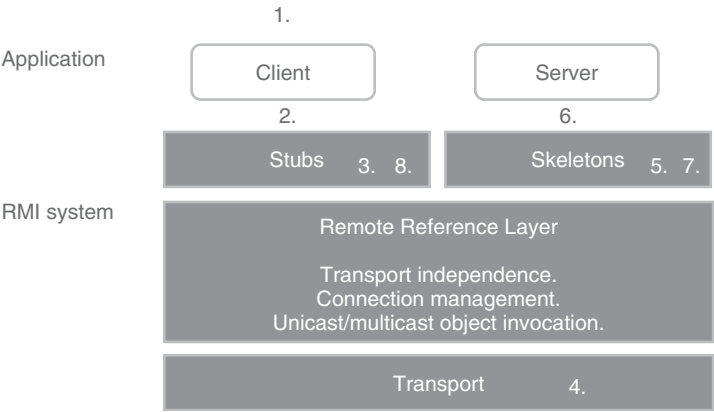 1.
Application
Client
Server
2.
6.
Stubs 3. 8.
Skeletons 5. 7.
RMI system
Remote Reference Layer
Transport independence.
Connection management.
Unicast/multicast object invocation.
Transport 4.